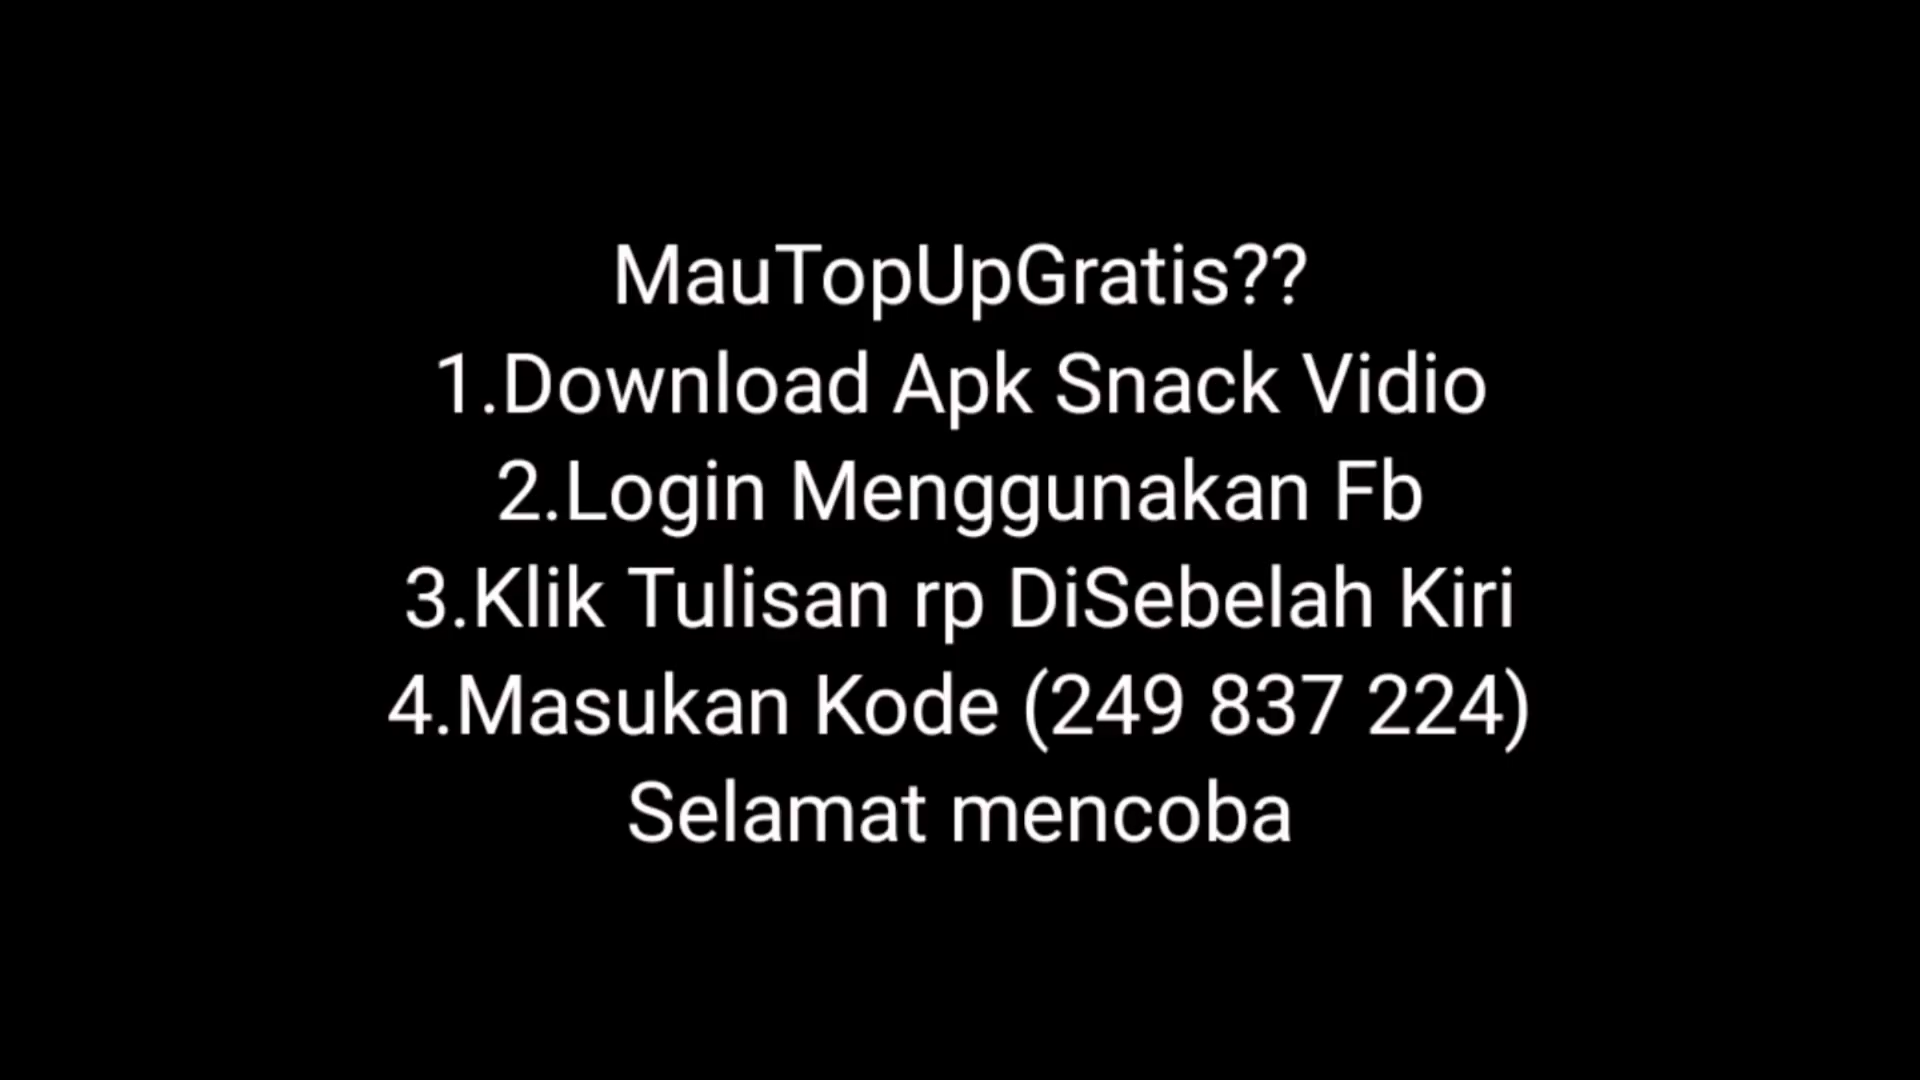 MauTopUpGratis??
1.Download Apk Snack Vidio
2.Login Menggunakan Fb
3.Klik Tulisan rp DiSebelah Kiri
4.Masukan Kode (249 837 224)
Selamat mencoba